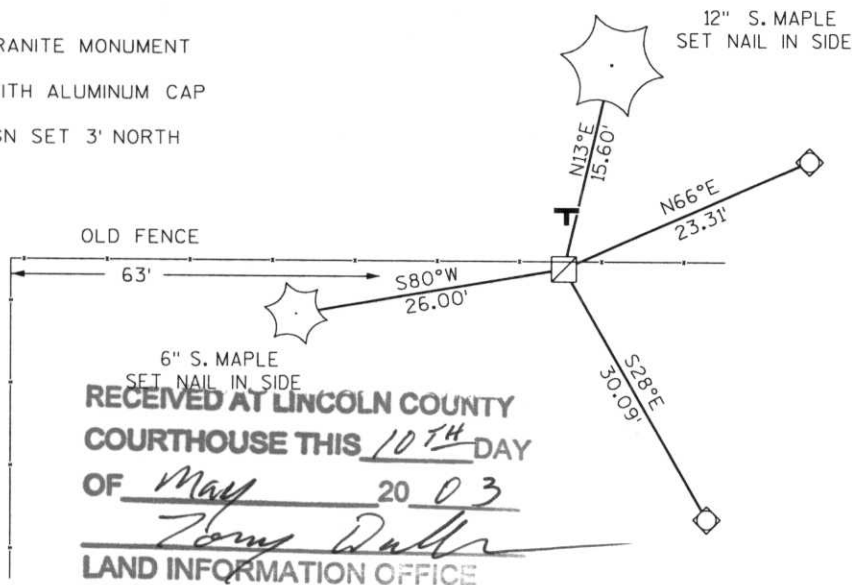 12" S. MAPLE
SET NAIL IN SIDE
RANITE MONUMENT
ITH ALUMINUM CAP
GN SET 3' NORTH
N13°E
15.60'
N66°E
23.31'
OLD FENCE
63'
S80°W
26.00'
6" S. MAPLE
SET NAIL IN SIDE
S28°E
30.09'
RECEIVED AT LINCOLN COUNTY
COURTHOUSE THIS 10TH DAY
OF May 20 03
LAND INFORMATION OFFICE